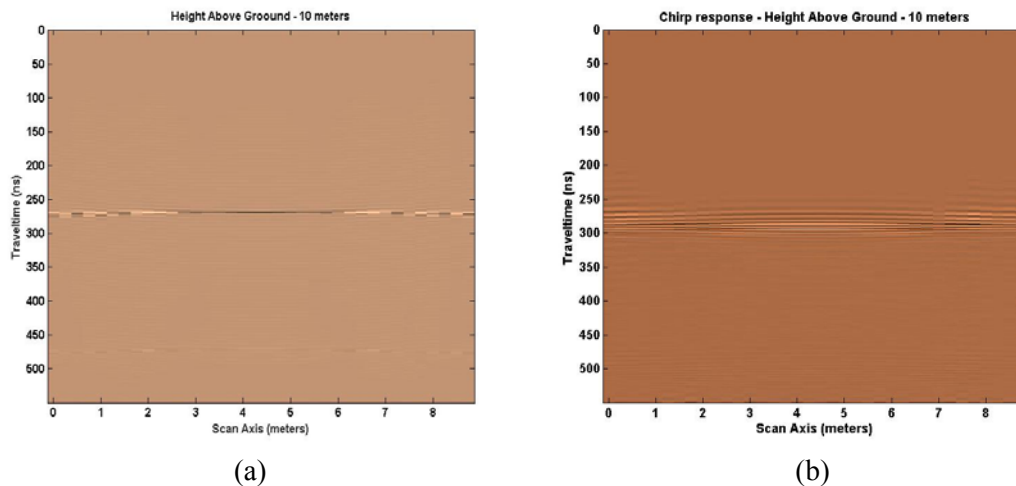 Height Above Groound - 10 meters
0
50
100
150
200
250
300
350
400
450
500
Traveltime (ns)
0 1 2 3 4 5 6 7 8
Scan Axis (meters)
(a)
Chirp response - Height Above Ground - 10 meters
0
50
100
150
200
250
300
350
400
450
500
Traveltime (ns)
0 1 2 3 4 5 6 7 8
Scan Axis (meters)
(b)